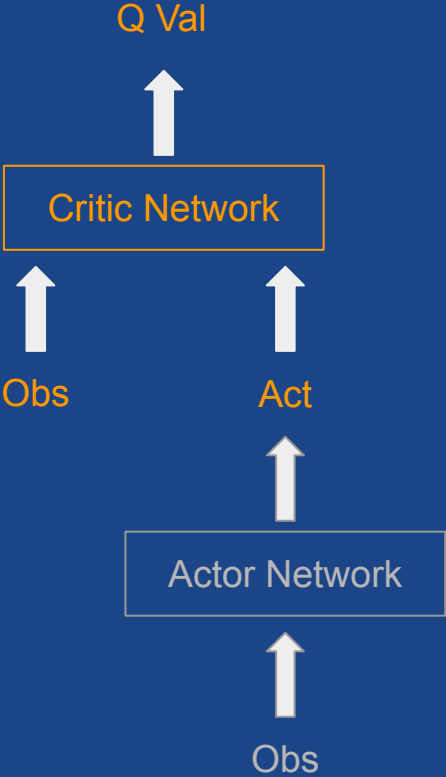 Q Val
Critic Network
Obs
Act
Actor Network
Obs